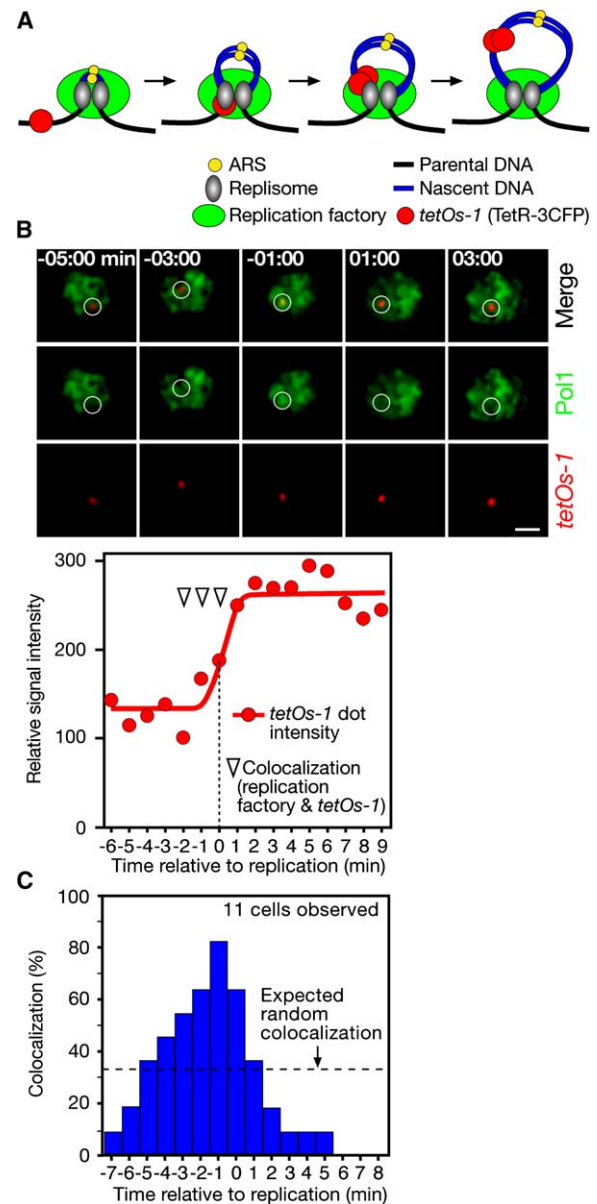 A
ARS
Parental DNA
Replisome
Nascent DNA
Replication factory
tetOs-1 (TetR-3CFP)
B
-05:00 min
-03:00
-01:00
01:00
03:00
Merge
Pol1
tetOs-1
300
200
100
0
Relative signal intensity
tetOs-1 dot
intensity
Colocalization
(replication
factory & tetOs-1)
-6 -5 -4 -3 -2 -1 0 1 2 3 4 5 6 7 8 9
Time relative to replication (min)
C
11 cells observed
100
80
60
40
20
0
Colocalization (%)
Expected
random
colocalization
-7 -6 -5 -4 -3 -2 -1 0 1 2 3 4 5 6 7 8
Time relative to replication (min)